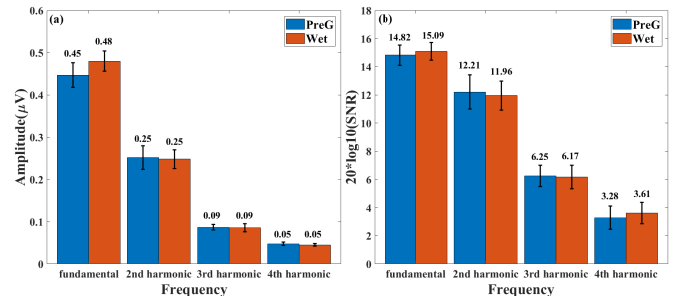 (a)
PreG
Wet
0.6
0.5
0.4
0.3
0.2
0.1
0
Amplitude(μV)
0.45
0.48
0.25
0.25
0.09
0.09
0.05
0.05
fundamental
2nd harmonic
3rd harmonic
4th harmonic
Frequency
(b)
PreG
Wet
18
16
14
12
10
8
6
4
2
0
20*log10(SNR)
14.82
15.09
12.21
11.96
6.25
6.17
3.28
3.61
fundamental
2nd harmonic
3rd harmonic
4th harmonic
Frequency